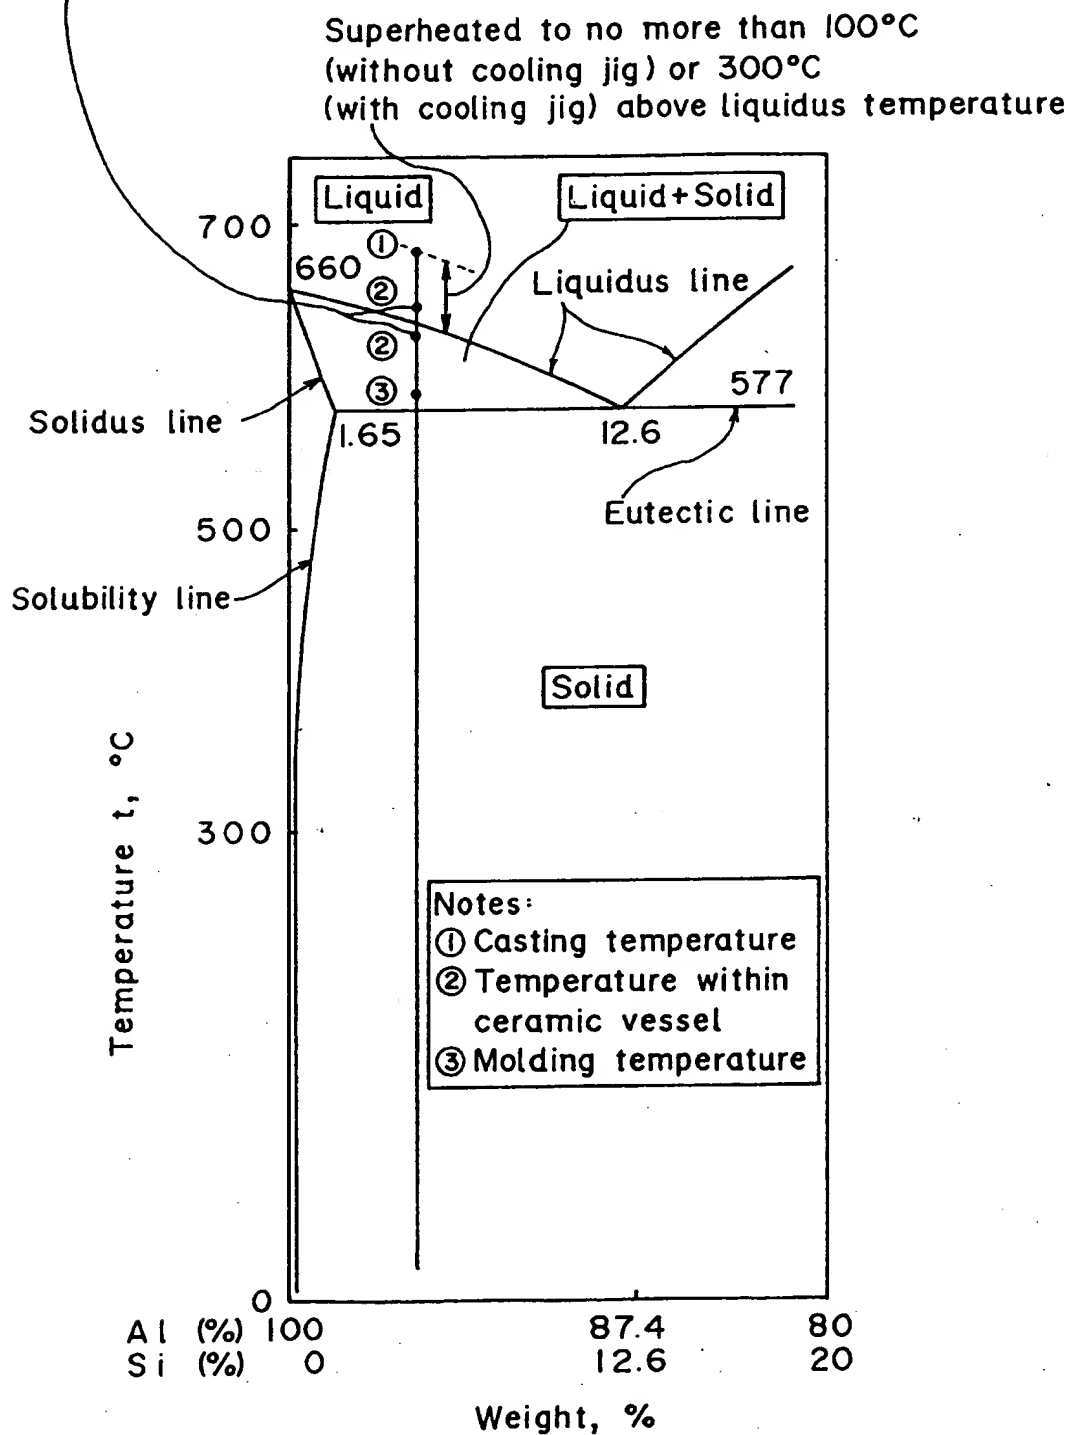 Superheated to no more than 100°C
(without cooling jig) or 300°C
(with cooling jig) above liquidus temperature
Liquid
Liquid+Solid
700
①
660
②
Liquidus line
②
③
577
Solidus line
1.65
12.6
500
Eutectic line
Solubility line
Solid
Temperature t, °C
300
Notes:
① Casting temperature
② Temperature within
ceramic vessel
③ Molding temperature
0
Al (%) 100 87.4 80
Si (%) 0 12.6 20
Weight, %